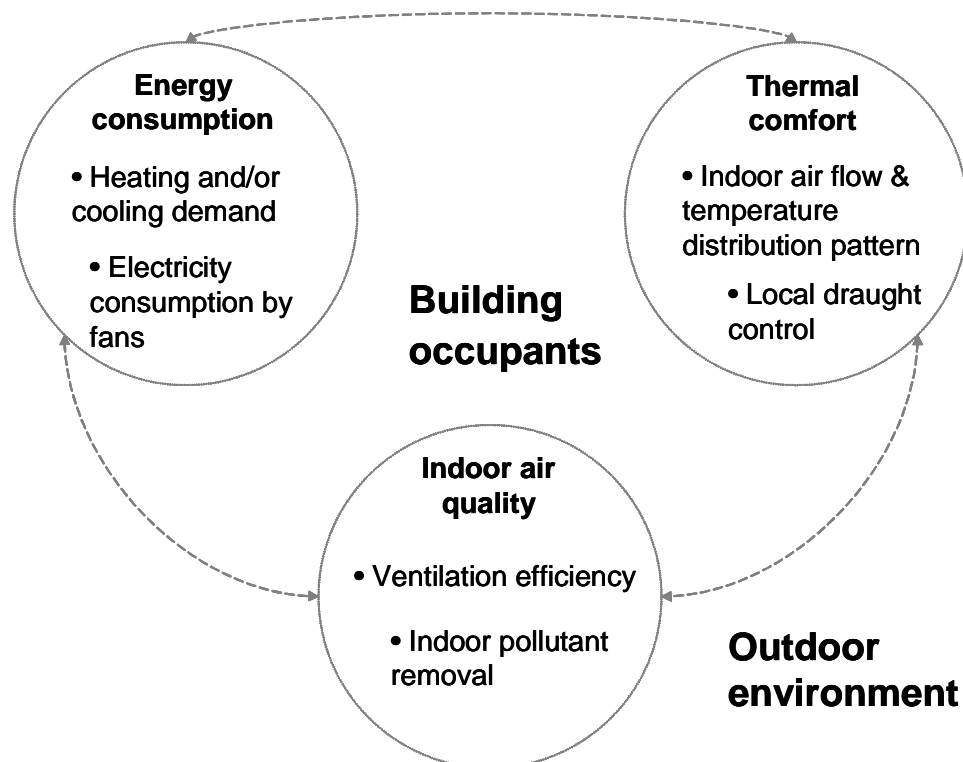 Energy
consumption
• Heating and/or
cooling demand
• Electricity
consumption by
fans
Thermal
comfort
• Indoor air flow &
temperature
distribution pattern
• Local draught
control
Building
occupants
Indoor air
quality
• Ventilation efficiency
• Indoor pollutant
removal
Outdoor
environment